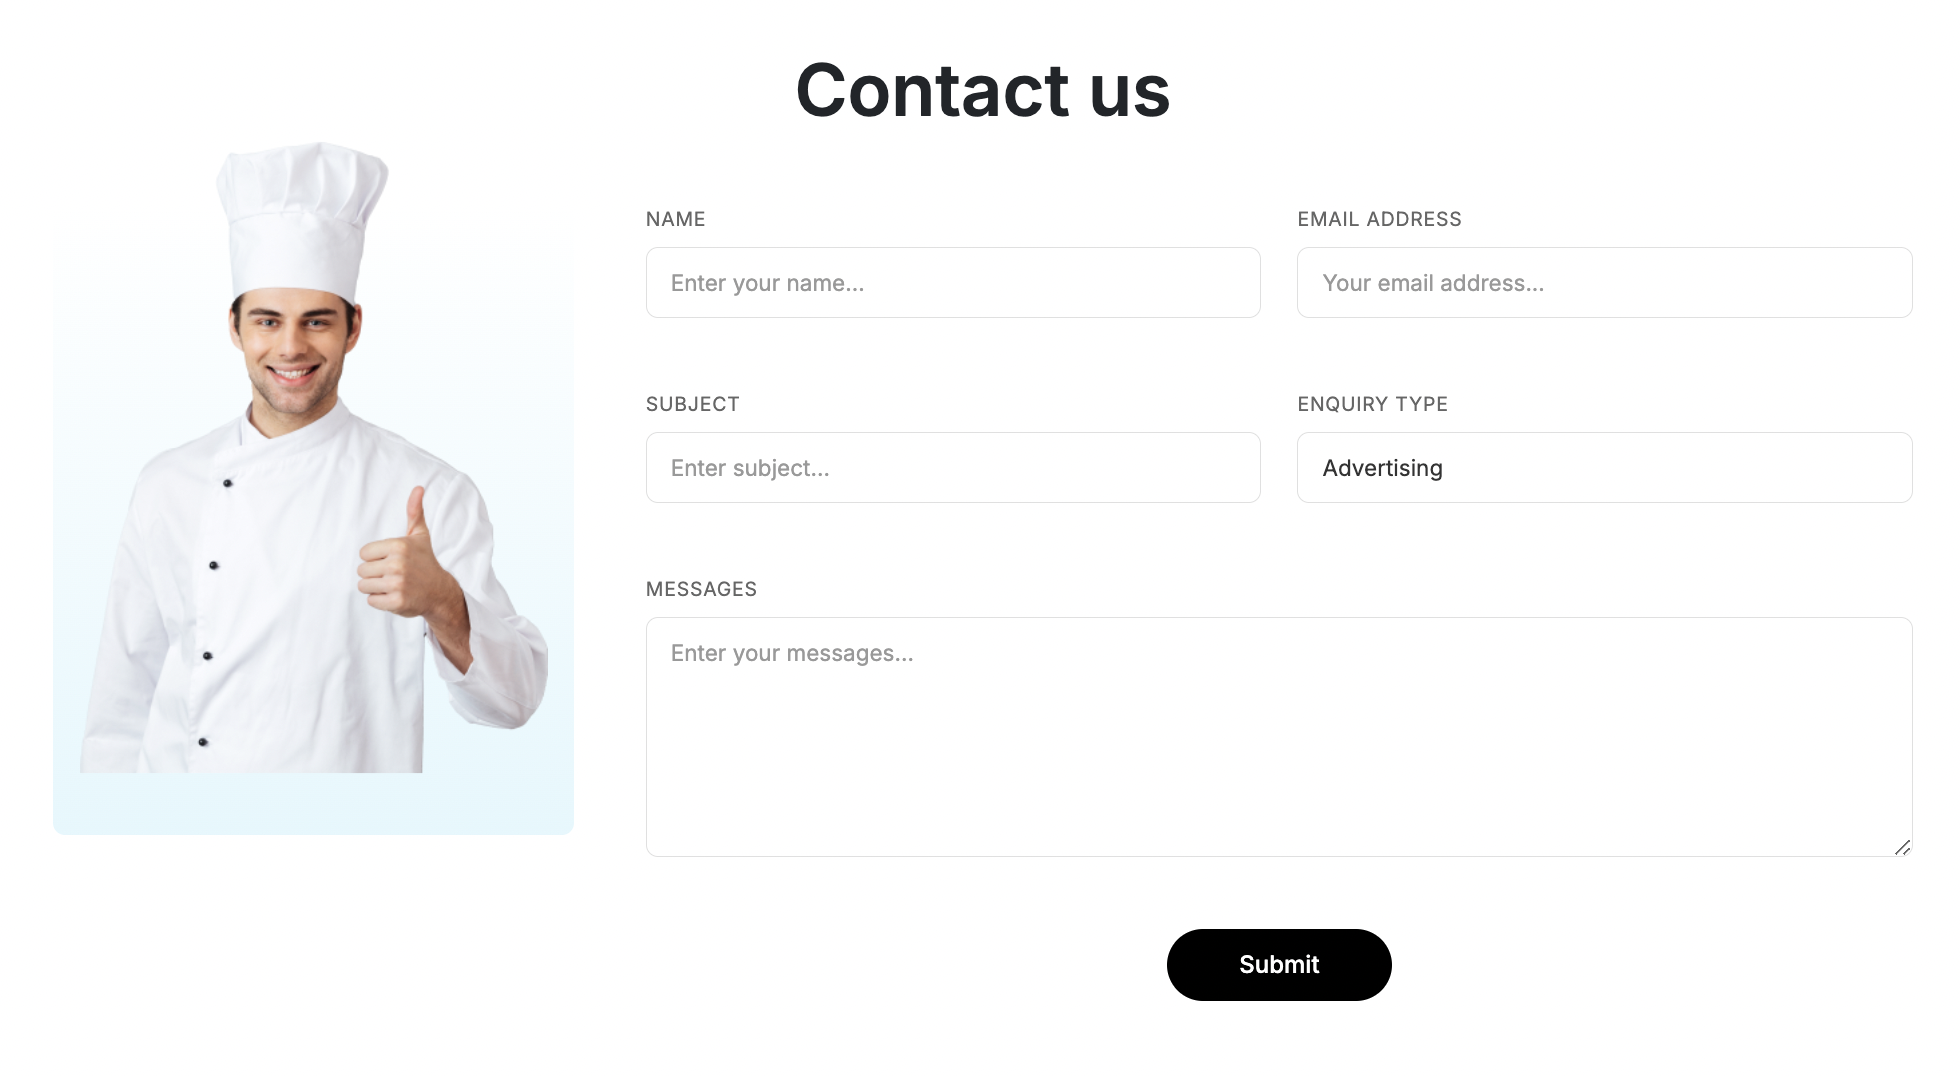 Contact us
NAME
EMAIL ADDRESS
Enter your name...
Your email address...
SUBJECT
ENQUIRY TYPE
Enter subject...
Advertising
MESSAGES
Enter your messages...
Submit